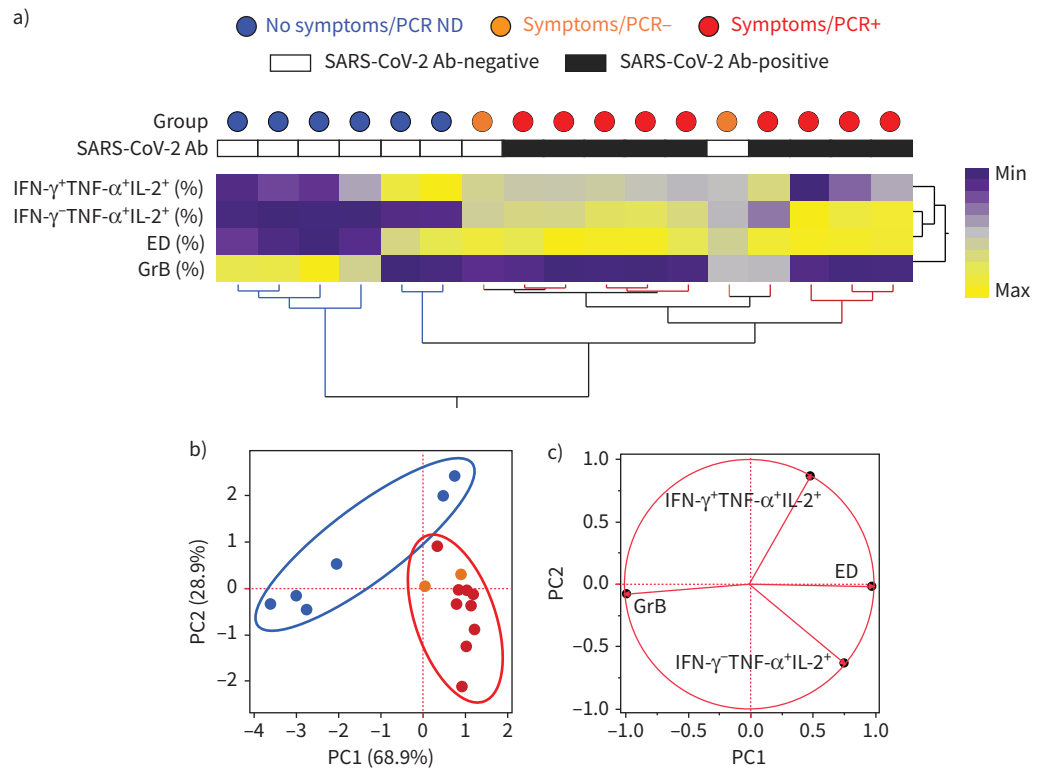 a)
No symptoms/PCR ND Symptoms/PCR– Symptoms/PCR+
SARS-CoV-2 Ab-negative SARS-CoV-2 Ab-positive
Group
SARS-CoV-2 Ab
IFN-γ⁺TNF-α⁺IL-2⁺ (%)
IFN-γ⁻TNF-α⁺IL-2⁺ (%)
ED (%)
GrB (%)
Min
Max
b)
PC2 (28.9%)
2
1
0
−1
−2
−4 −3 −2 −1 0 1 2
PC1 (68.9%)
c)
PC2
1.0
0.5
0.0
−0.5
−1.0
IFN-γ⁺TNF-α⁺IL-2⁺
ED
GrB
IFN-γ⁻TNF-α⁺IL-2⁺
−1.0 −0.5 0.0 0.5 1.0
PC1